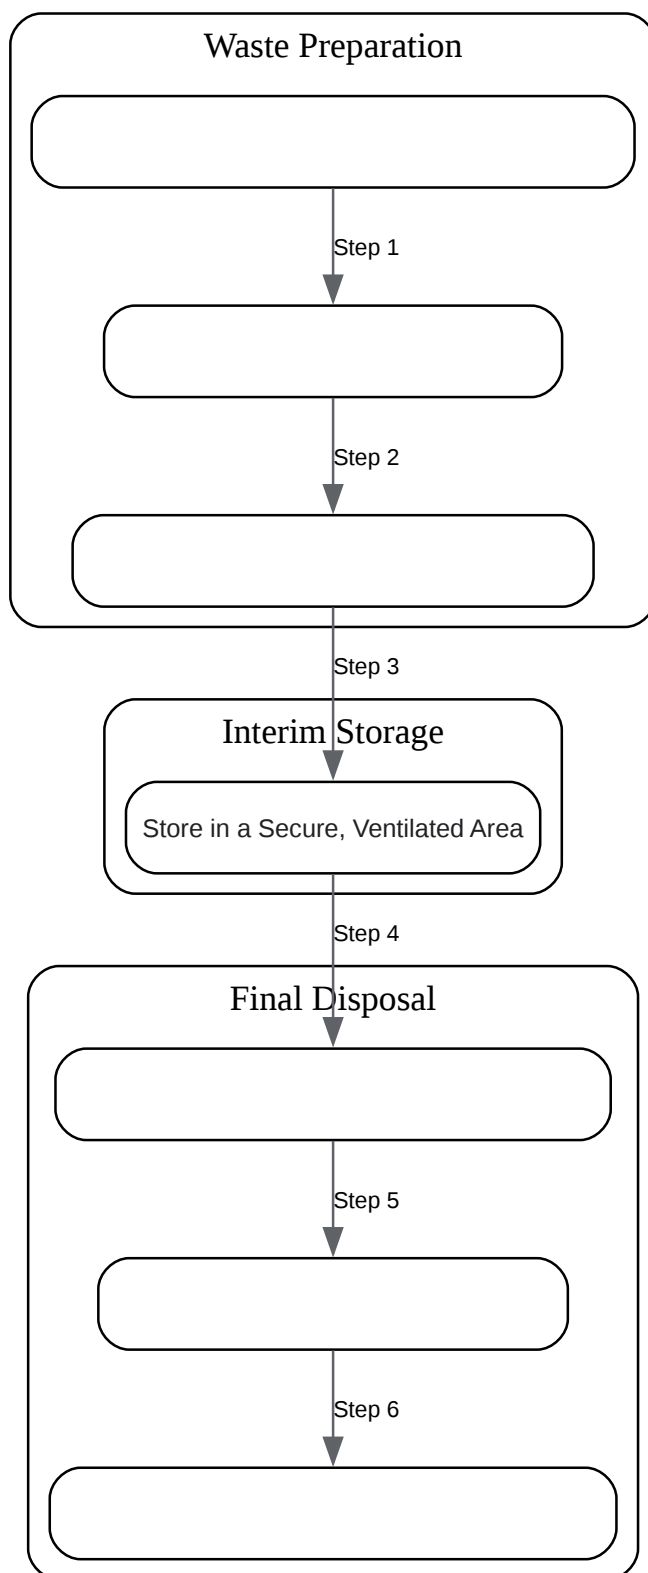 Waste Preparation
Step 1
Step 2
Step 3
Interim Storage
Store in a Secure, Ventilated Area
Step 4
Final Disposal
Step 5
Step 6